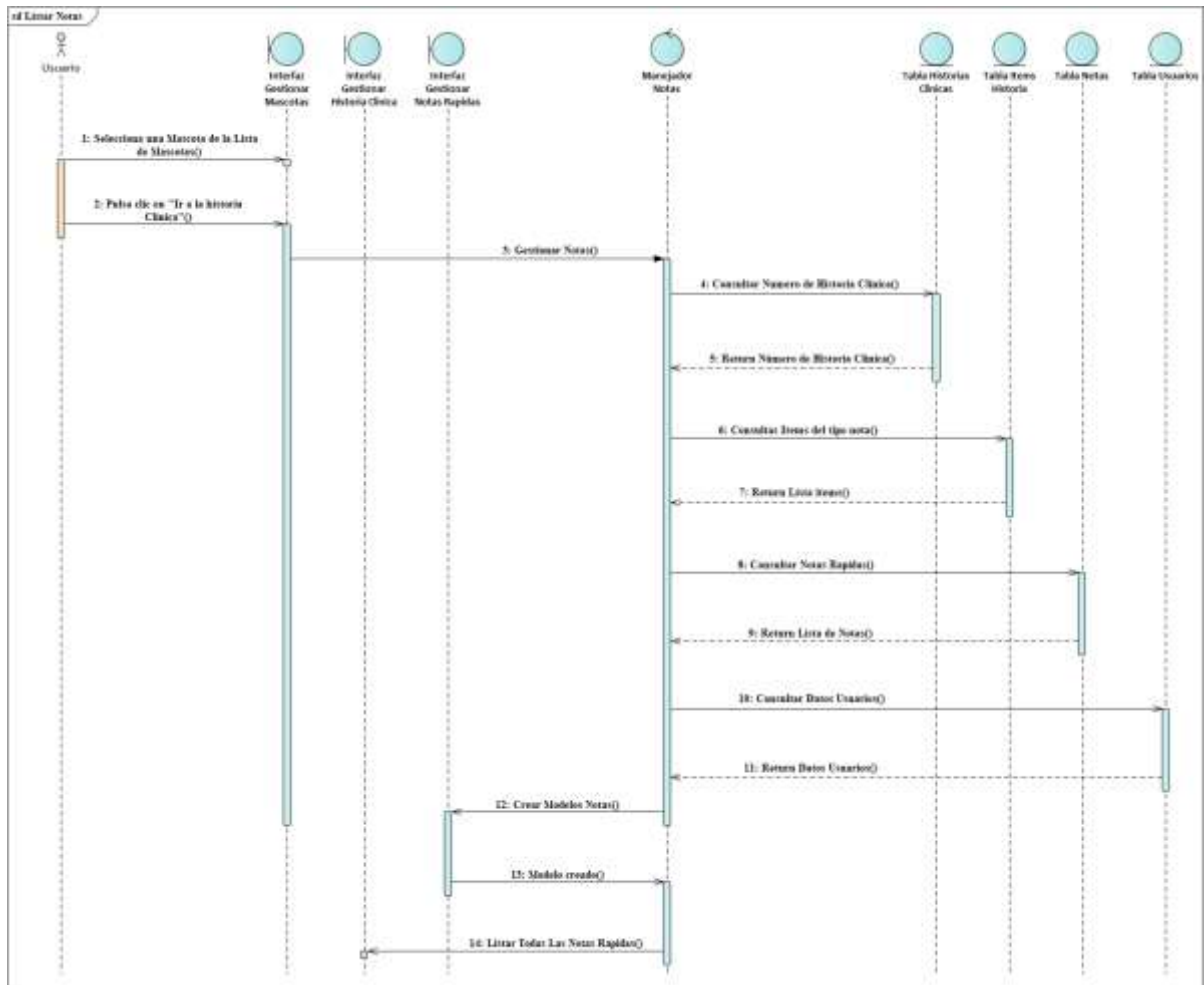 sd Listar Notas
Usuario
Interfaz
Gestionar
Mascotas
Interfaz
Gestionar
Historia Clinica
Interfaz
Gestionar
Notas Rapidas
Manejador
Notas
Tabla Historias
Clinicas
Tabla Items
Historia
Tabla Notas
Tabla Usuarios
1: Selecciona una Mascota de la Lista
de Mascotas()
2: Pulsa clic en "Ir a la historia
Clinica"()
3: Gestionar Notas()
4: Consultar Numero de Historia Clinica()
5: Return Número de Historia Clinica()
6: Consultas Items del tipo nota()
7: Return Lista items()
8: Consultar Notas Rapidas()
9: Return Lista de Notas()
10: Consultar Datos Usuarios()
11: Return Datos Usuarios()
12: Crear Modelos Notas()
13: Modelo creado()
14: Listar Todas Las Notas Rapidas()